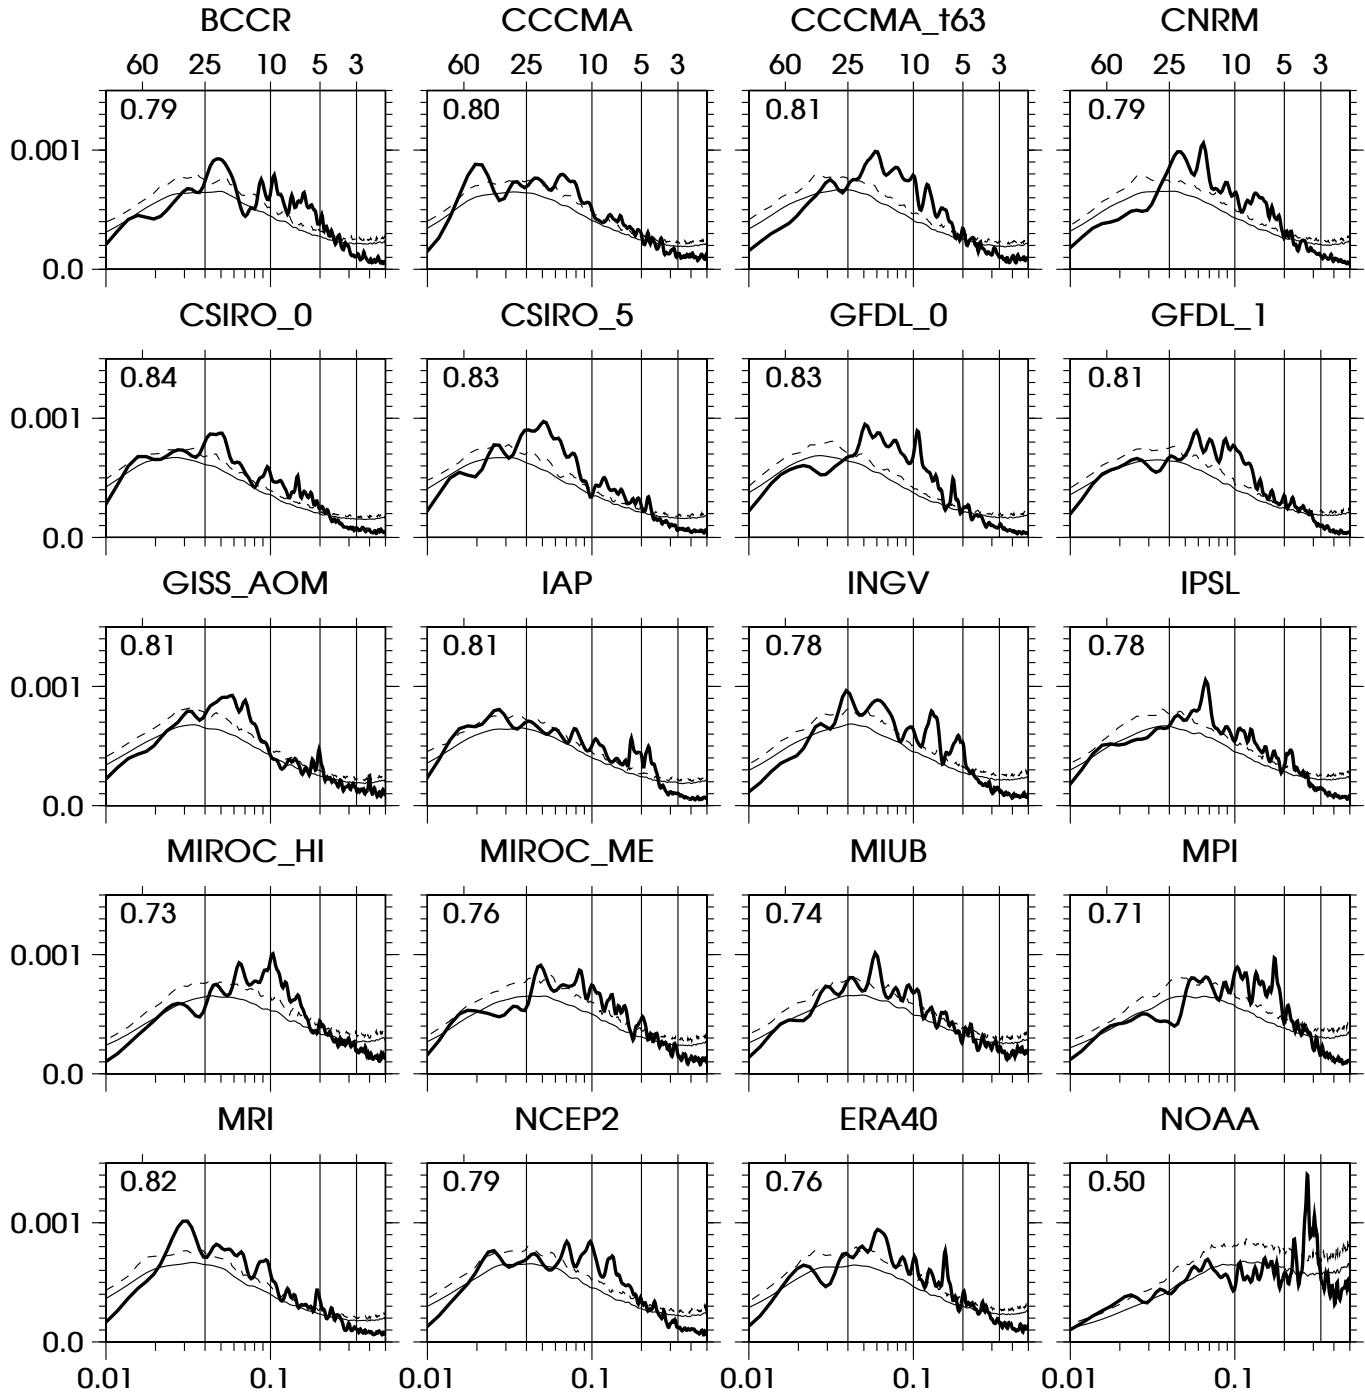 BCCR CCCMA CCCMA_t63 CNRM
60 25 10 5 3 60 25 10 5 3 60 25 10 5 3 60 25 10 5 3
0.79 0.80 0.81 0.79
0.001
0.0
CSIRO_0 CSIRO_5 GFDL_0 GFDL_1
0.84 0.83 0.83 0.81
0.001
0.0
GISS_AOM IAP INGV IPSL
0.81 0.81 0.78 0.78
0.001
0.0
MIROC_HI MIROC_ME MIUB MPI
0.73 0.76 0.74 0.71
0.001
0.0
MRI NCEP2 ERA40 NOAA
0.82 0.79 0.76 0.50
0.001
0.0
0.01 0.1 0.01 0.1 0.01 0.1 0.01 0.1